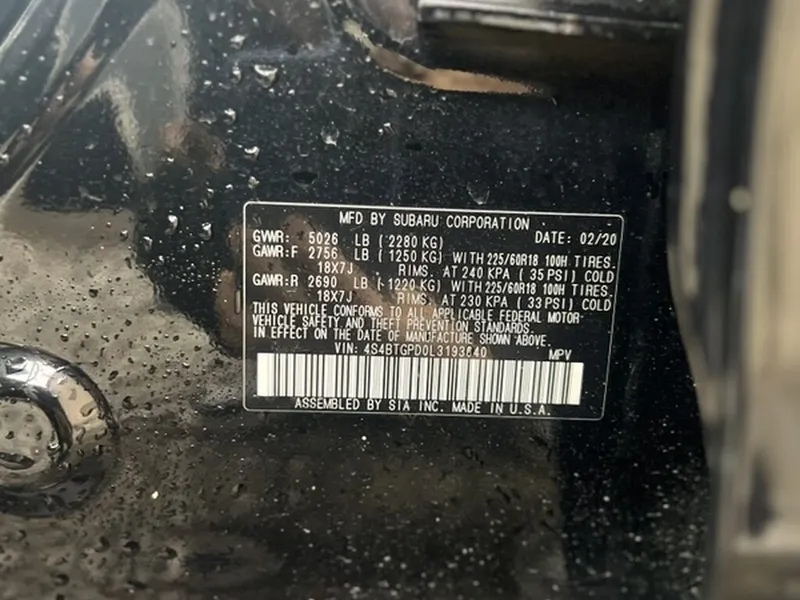 MFD BY SUBARU CORPORATION
GVWR: 5026 LB ( 2280 KG) DATE: 02/20
GAWR:F 2756 LB ( 1250 KG) WITH 225/60R18 100H TIRES.
18X7J RIMS. AT 240 KPA ( 35 PSI) COLD
GAWR:R 2690 LB ( 1220 KG) WITH 225/60R18 100H TIRES.
18X7J RIMS. AT 230 KPA ( 33 PSI) COLD
THIS VEHICLE CONFORMS TO ALL APPLICABLE FEDERAL MOTOR
VEHICLE SAFETY AND THEFT PREVENTION STANDARDS.
IN EFFECT ON THE DATE OF MANUFACTURE SHOWN ABOVE.
VIN: 4S4BTGPD0L3193640 MPV
ASSEMBLED BY SIA INC. MADE IN U.S.A.